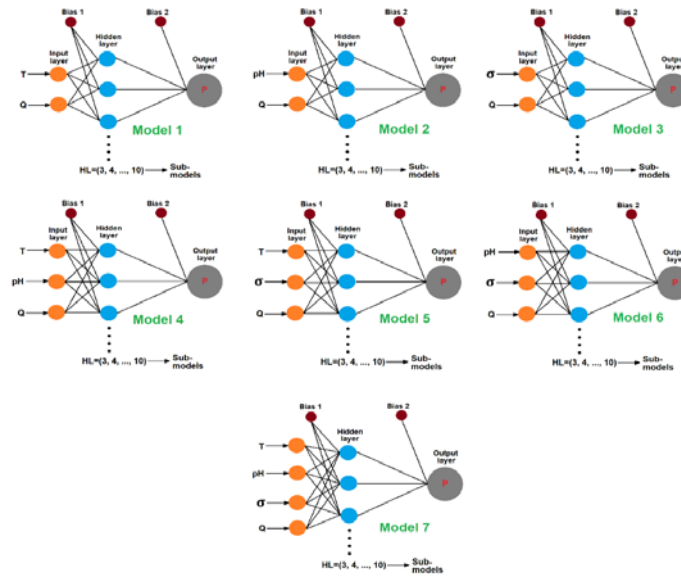 Bias 1
Bias 2
Hidden layer
Input layer
Output layer
T
Q
P
Model 1
HL=(3, 4, ..., 10)
Sub-models
Bias 1
Bias 2
Hidden layer
Input layer
Output layer
pH
Q
P
Model 2
HL=(3, 4, ..., 10)
Sub-models
Bias 1
Bias 2
Hidden layer
Input layer
Output layer
σ
Q
P
Model 3
HL=(3, 4, ..., 10)
Sub-models
Bias 1
Bias 2
Input layer
Hidden layer
Output layer
T
pH
Q
P
Model 4
HL=(3, 4, ..., 10)
Sub-models
Bias 1
Bias 2
Input layer
Hidden layer
Output layer
T
σ
Q
P
Model 5
HL=(3, 4, ..., 10)
Sub-models
Bias 1
Bias 2
Input layer
Hidden layer
Output layer
pH
σ
Q
P
Model 6
HL=(3, 4, ..., 10)
Sub-models
Bias 1
Bias 2
Hidden layer
Output layer
T
pH
σ
Q
P
Model 7
HL=(3, 4, ..., 10)
Sub-models